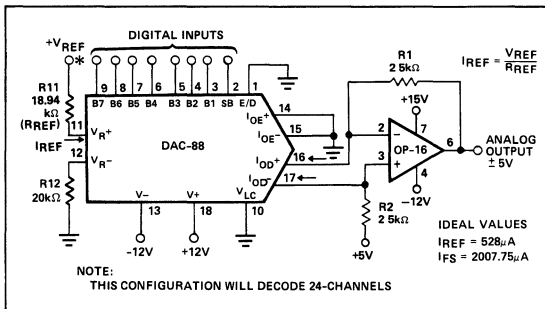 DIGITAL INPUTS
+VREF
*
9 8 7 6 5 4 3 2 1
B7 B6 B5 B4 B3 B2 B1 SB E/D
R11
18.94
kΩ
(RREF)
IREF
11
VR+
12
VR-
R12
20kΩ
DAC-88
IOE+
14
IOE-
15
IOD+
16
IOD-
17
V-
V+
VLC
13
18
10
-12V
+12V
R1
2 5kΩ
IREF = VREF
RREF
+15V
7
2
-
OP-16
6
3
+
4
-12V
ANALOG
OUTPUT
± 5V
R2
2 5kΩ
+5V
IDEAL VALUES
IREF = 528μA
IFS = 2007.75μA
NOTE:
THIS CONFIGURATION WILL DECODE 24-CHANNELS